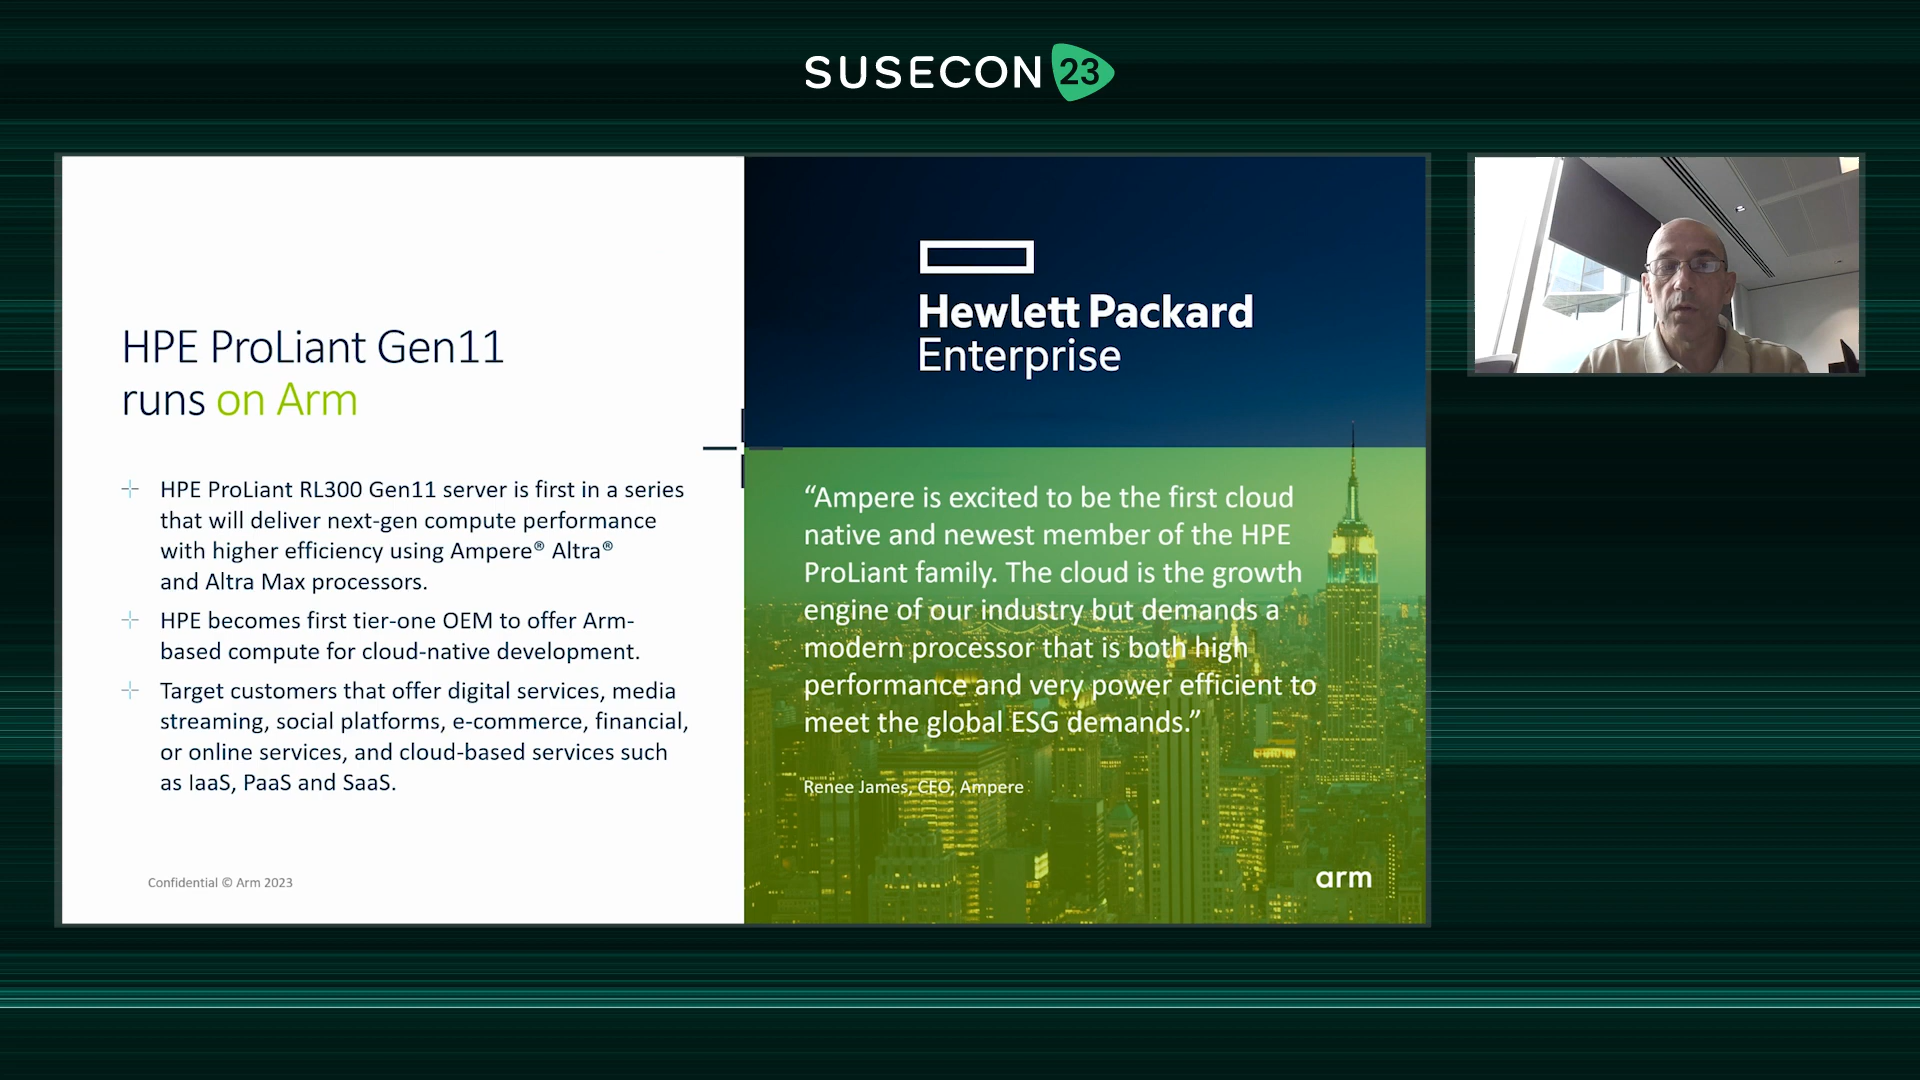 SUSECON 23
HPE ProLiant Gen11
runs on Arm
HPE ProLiant RL300 Gen11 server is first in a series
that will deliver next-gen compute performance
with higher efficiency using Ampere® Altra®
and Altra Max processors.
HPE becomes first tier-one OEM to offer Arm-
based compute for cloud-native development.
Target customers that offer digital services, media
streaming, social platforms, e-commerce, financial,
or online services, and cloud-based services such
as IaaS, PaaS and SaaS.
Confidential © Arm 2023
Hewlett Packard
Enterprise
“Ampere is excited to be the first cloud
native and newest member of the HPE
ProLiant family. The cloud is the growth
engine of our industry but demands a
modern processor that is both high
performance and very power efficient to
meet the global ESG demands.”
Renee James, CEO, Ampere
arm